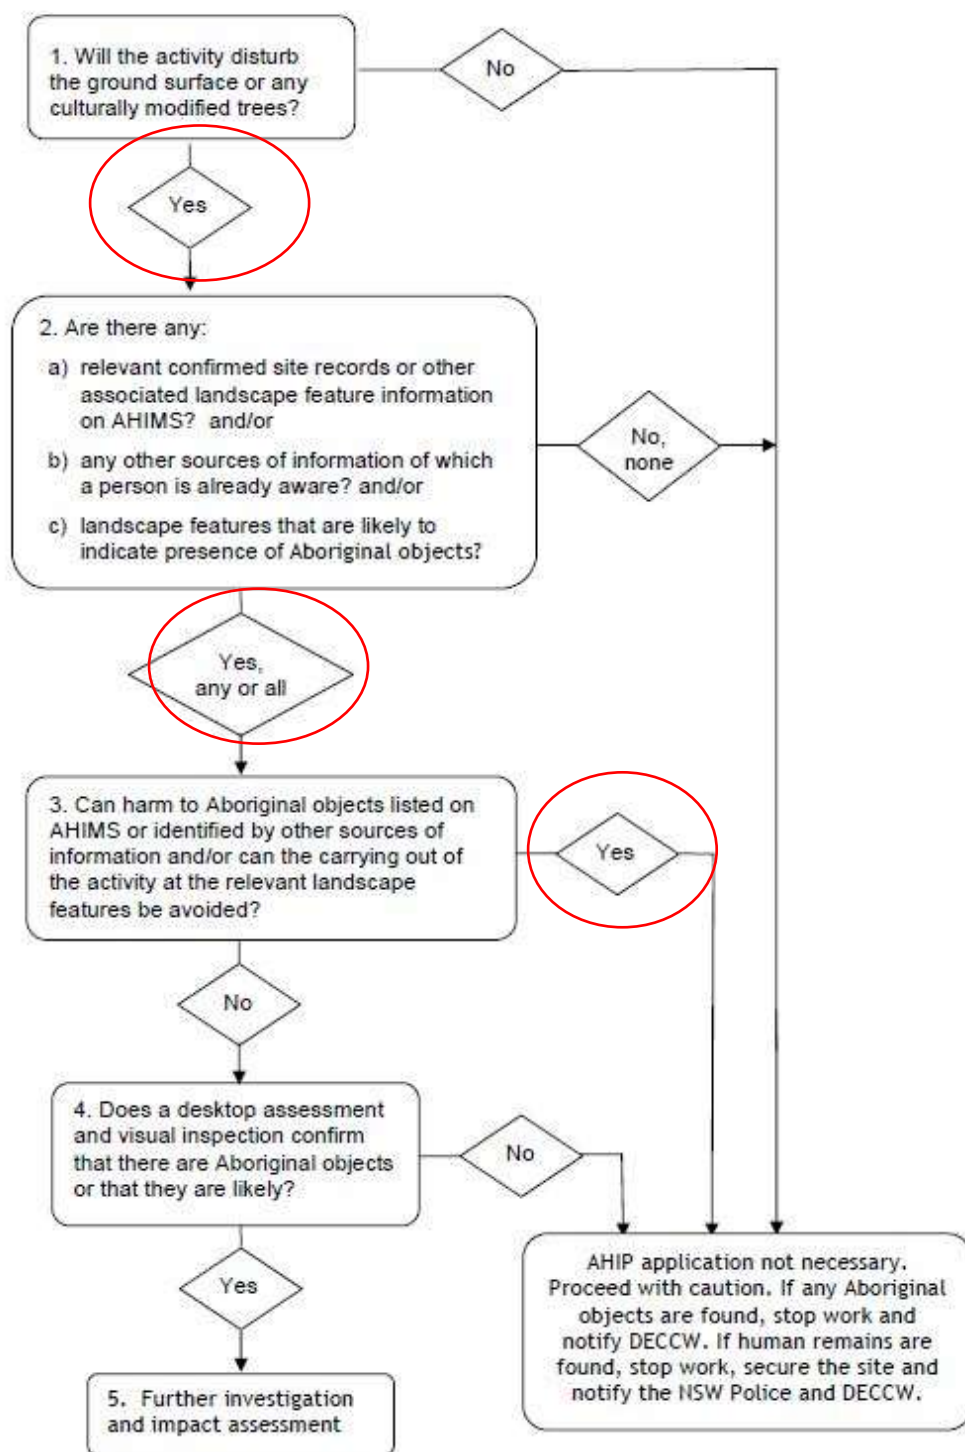 1. Will the activity disturb
the ground surface or any
culturally modified trees?
No
Yes
2. Are there any:
a) relevant confirmed site records or other
associated landscape feature information
on AHIMS? and/or
b) any other sources of information of which
a person is already aware? and/or
c) landscape features that are likely to
indicate presence of Aboriginal objects?
No,
none
Yes,
any or all
3. Can harm to Aboriginal objects listed on
AHIMS or identified by other sources of
information and/or can the carrying out of
the activity at the relevant landscape
features be avoided?
Yes
No
4. Does a desktop assessment
and visual inspection confirm
that there are Aboriginal objects
or that they are likely?
No
Yes
AHIP application not necessary.
Proceed with caution. If any Aboriginal
objects are found, stop work and
notify DECCW. If human remains are
found, stop work, secure the site and
notify the NSW Police and DECCW.
5. Further investigation
and impact assessment